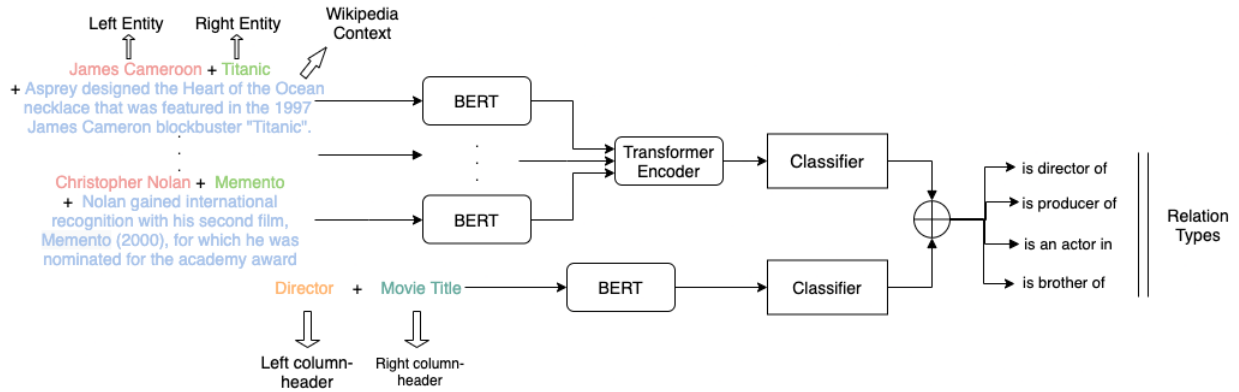 Left Entity
Right Entity
Wikipedia
Context
James Cameroon + Titanic
+ Asprey designed the Heart of the Ocean
necklace that was featured in the 1997
James Cameron blockbuster "Titanic".
Christopher Nolan + Memento
+ Nolan gained international
recognition with his second film,
Memento (2000), for which he was
nominated for the academy award
BERT
BERT
Transformer
Encoder
Classifier
Director + Movie Title
BERT
Classifier
Left column-
header
Right column-
header
is director of
is producer of
is an actor in
is brother of
Relation
Types